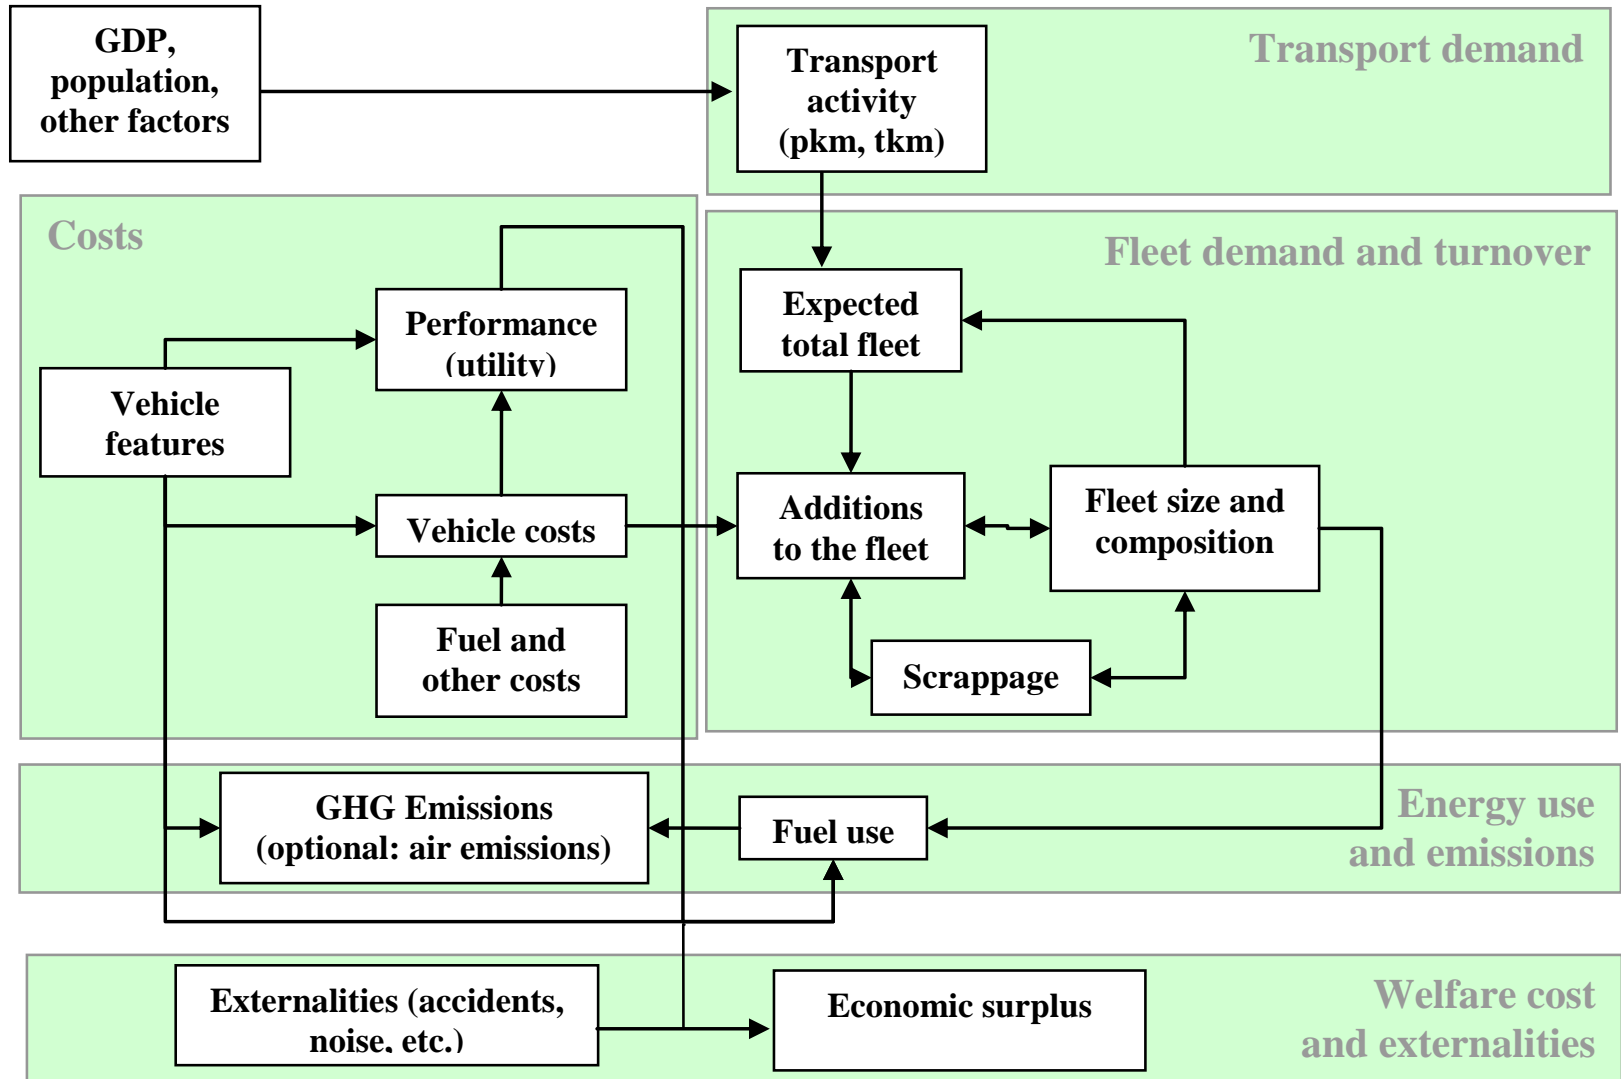 GDP,
population,
other factors
Transport
activity
(pkm, tkm)
Transport demand
Costs
Fleet demand and turnover
Performance
(utility)
Vehicle
features
Vehicle costs
Fuel and
other costs
Expected
total fleet
Additions
to the fleet
Fleet size and
composition
Scrappage
GHG Emissions
(optional: air emissions)
Fuel use
Energy use
and emissions
Externalities (accidents,
noise, etc.)
Economic surplus
Welfare cost
and externalities